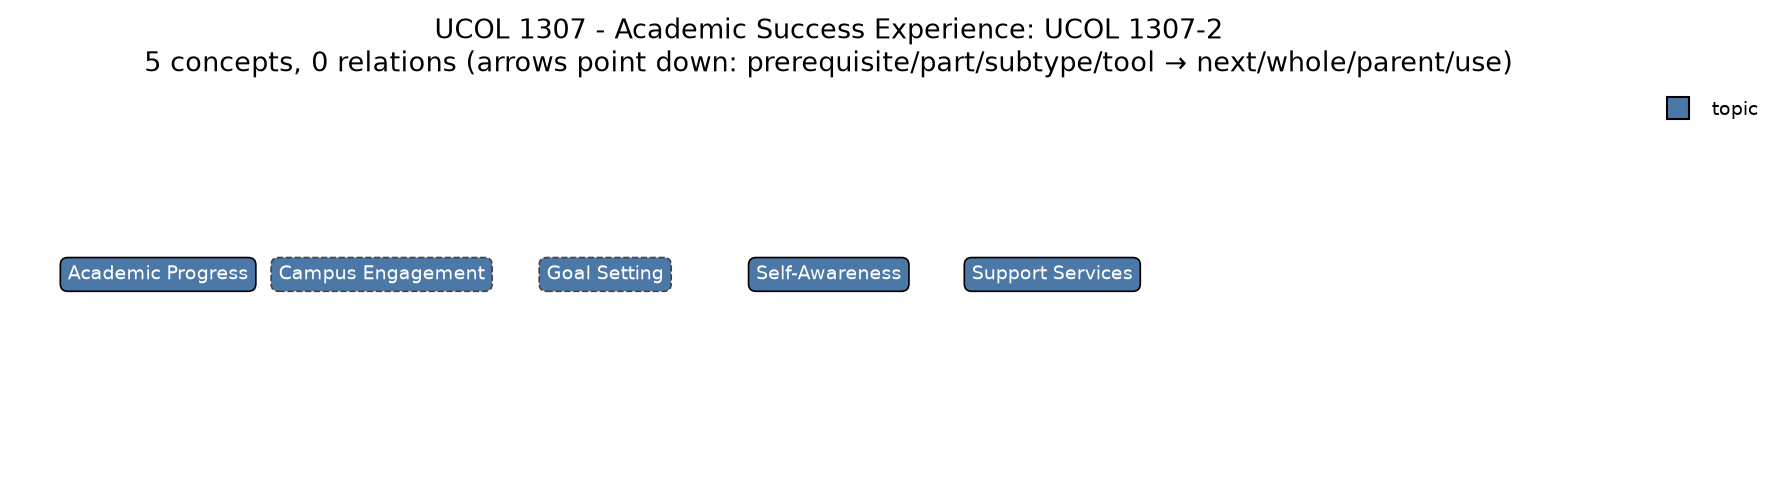 UCOL 1307 - Academic Success Experience: UCOL 1307-2
5 concepts, 0 relations (arrows point down: prerequisite/part/subtype/tool → next/whole/parent/use)
topic
Academic Progress
Campus Engagement
Goal Setting
Self-Awareness
Support Services